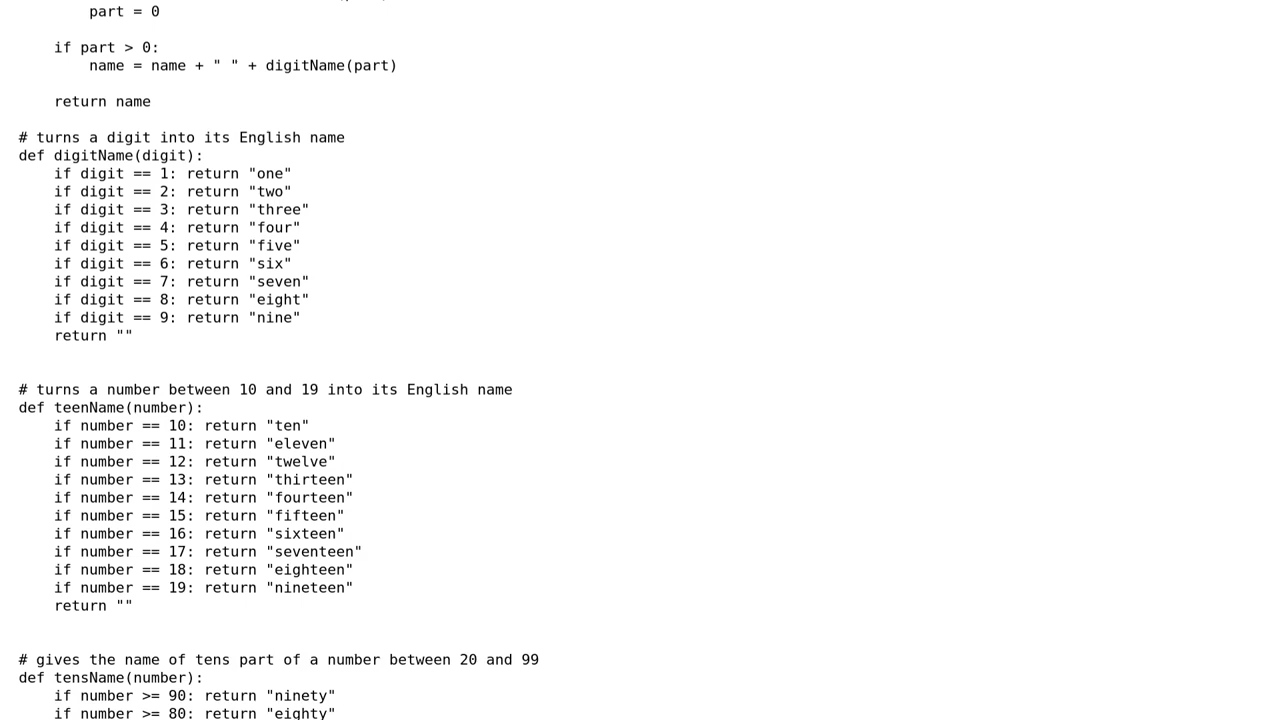 part = 0

    if part > 0:
        name = name + " " + digitName(part)

    return name

# turns a digit into its English name
def digitName(digit):
    if digit == 1: return "one"
    if digit == 2: return "two"
    if digit == 3: return "three"
    if digit == 4: return "four"
    if digit == 5: return "five"
    if digit == 6: return "six"
    if digit == 7: return "seven"
    if digit == 8: return "eight"
    if digit == 9: return "nine"
    return ""


# turns a number between 10 and 19 into its English name
def teenName(number):
    if number == 10: return "ten"
    if number == 11: return "eleven"
    if number == 12: return "twelve"
    if number == 13: return "thirteen"
    if number == 14: return "fourteen"
    if number == 15: return "fifteen"
    if number == 16: return "sixteen"
    if number == 17: return "seventeen"
    if number == 18: return "eighteen"
    if number == 19: return "nineteen"
    return ""


# gives the name of tens part of a number between 20 and 99
def tensName(number):
    if number >= 90: return "ninety"
    if number >= 80: return "eighty"